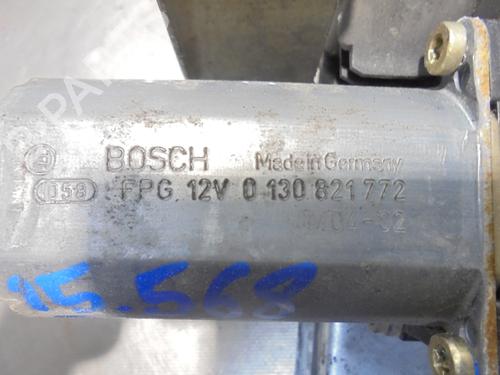 BOSCH Made in Germany
058 FPG 12V 0 130 821 772
15.568